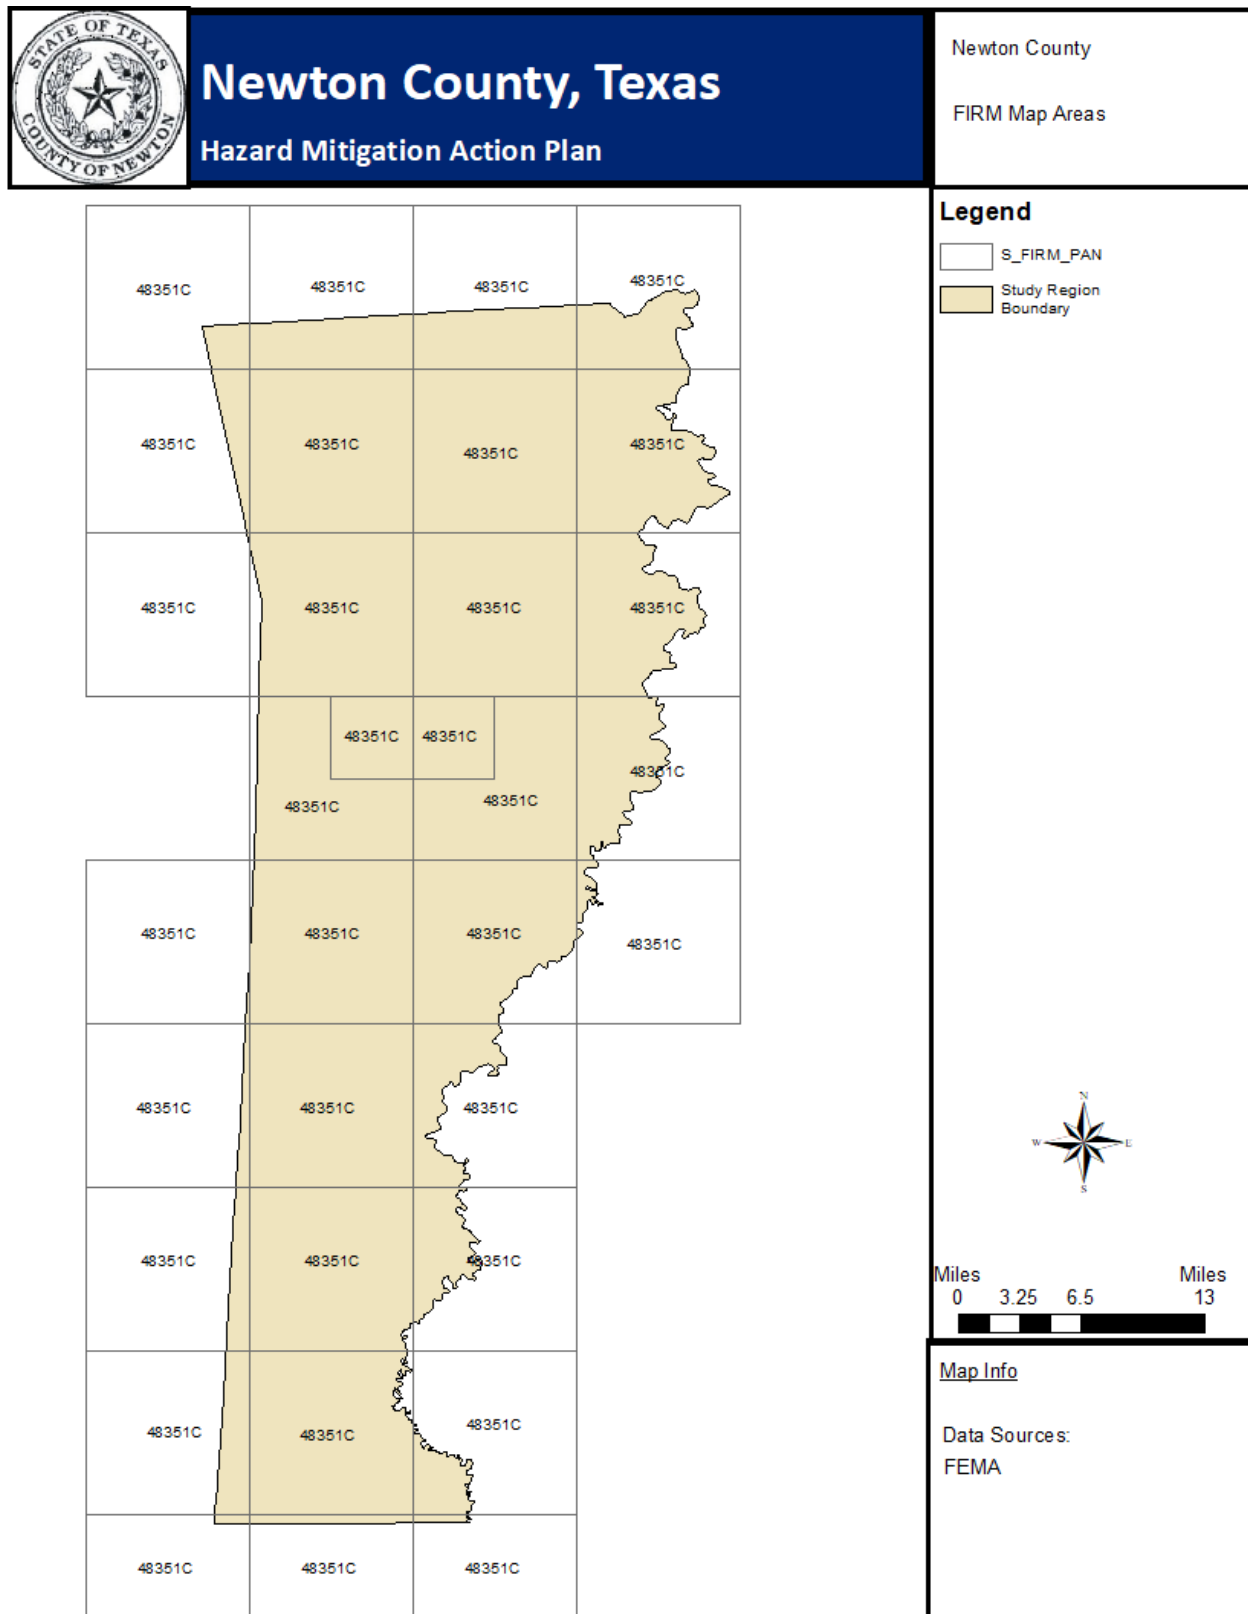 STATE OF TEXAS
COUNTY OF NEWTON
Newton County, Texas
Hazard Mitigation Action Plan
Newton County
FIRM Map Areas
Legend
S_FIRM_PAN
Study Region
Boundary
48351C 48351C 48351C 48351C
48351C 48351C 48351C 48351C
48351C 48351C 48351C 48351C
48351C 48351C
48351C
48351C 48351C
48351C 48351C 48351C 48351C
48351C 48351C 48351C
48351C 48351C 48351C
48351C 48351C 48351C
48351C 48351C 48351C
N
W E
S
Miles Miles
0 3.25 6.5 13
Map Info
Data Sources:
FEMA